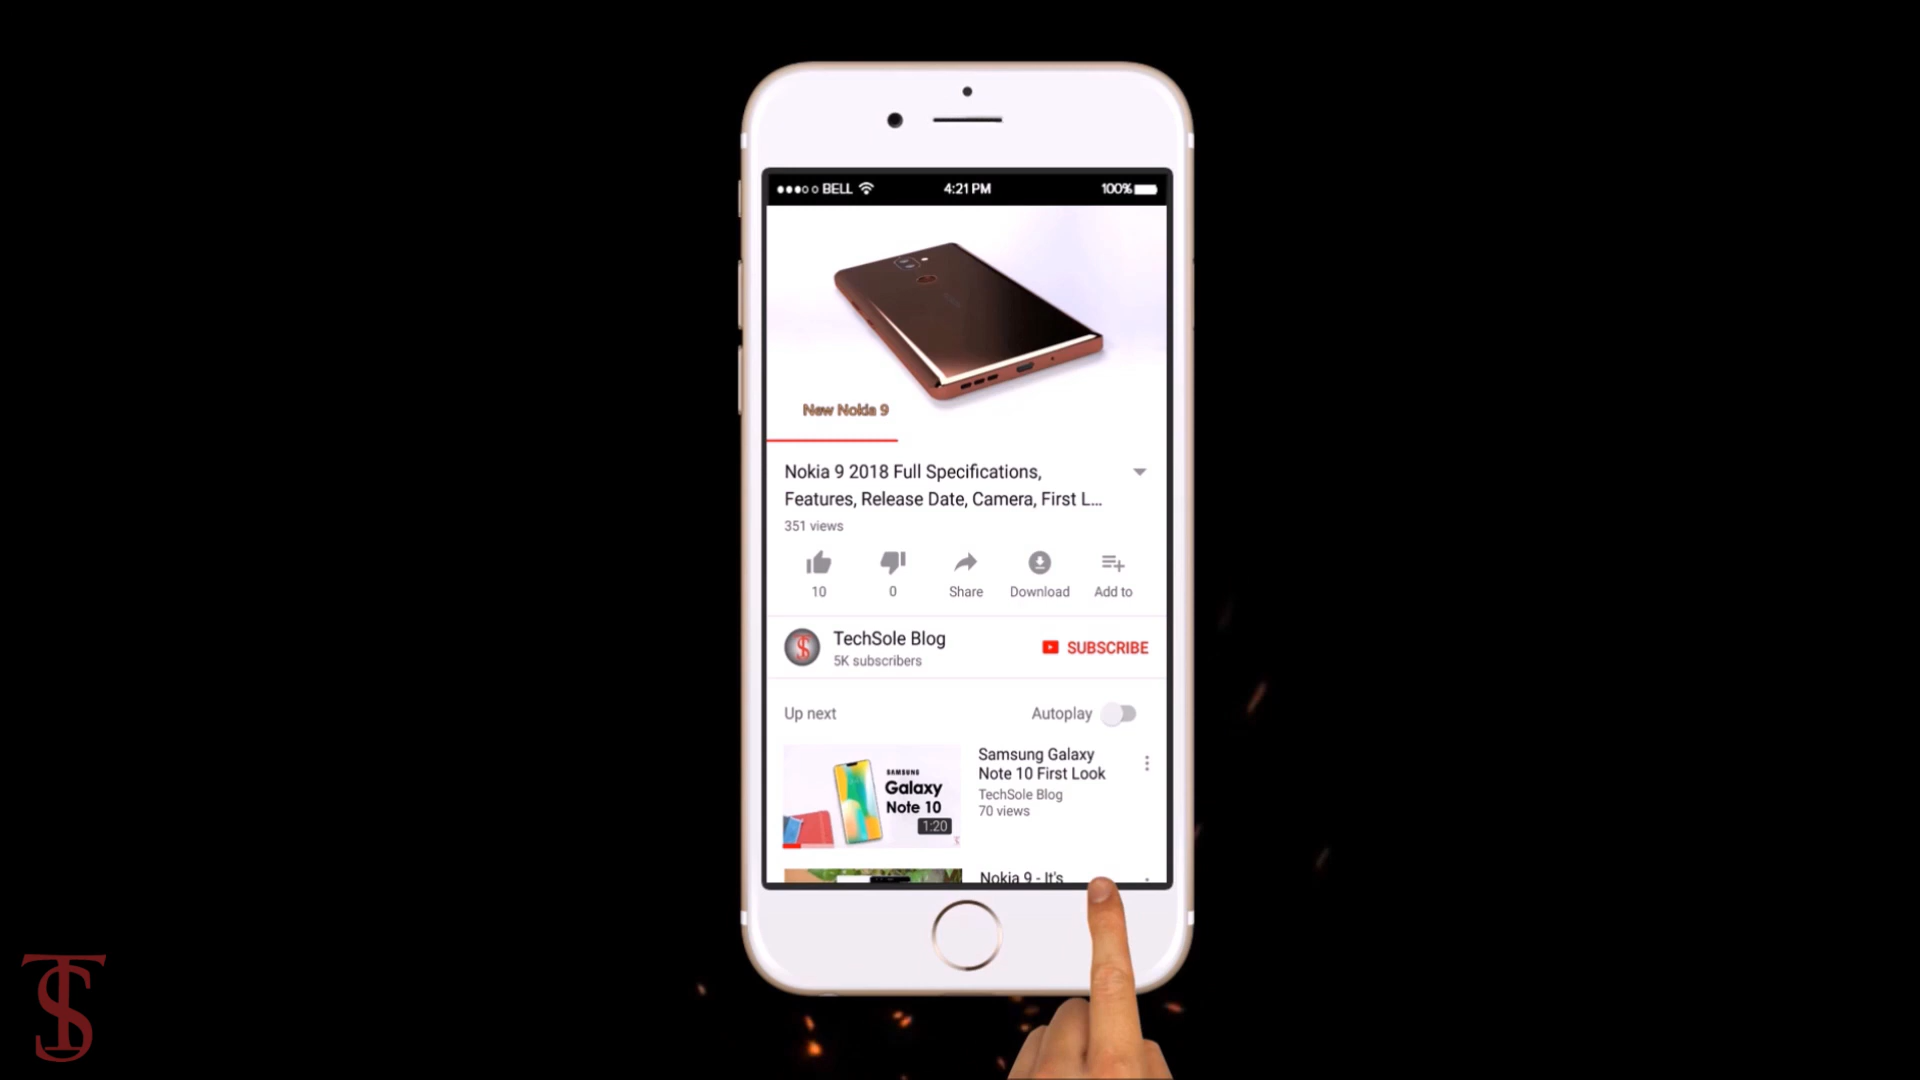 BELL
4:21 PM
100%
New Nokia 9
Nokia 9 2018 Full Specifications,
Features, Release Date, Camera, First L...
351 views
10
0
Share
Download
Add to
TechSole Blog
5K subscribers
SUBSCRIBE
Up next
Autoplay
SAMSUNG
Galaxy
Note 10
1:20
Samsung Galaxy
Note 10 First Look
TechSole Blog
70 views
Nokia 9 - It's
TS